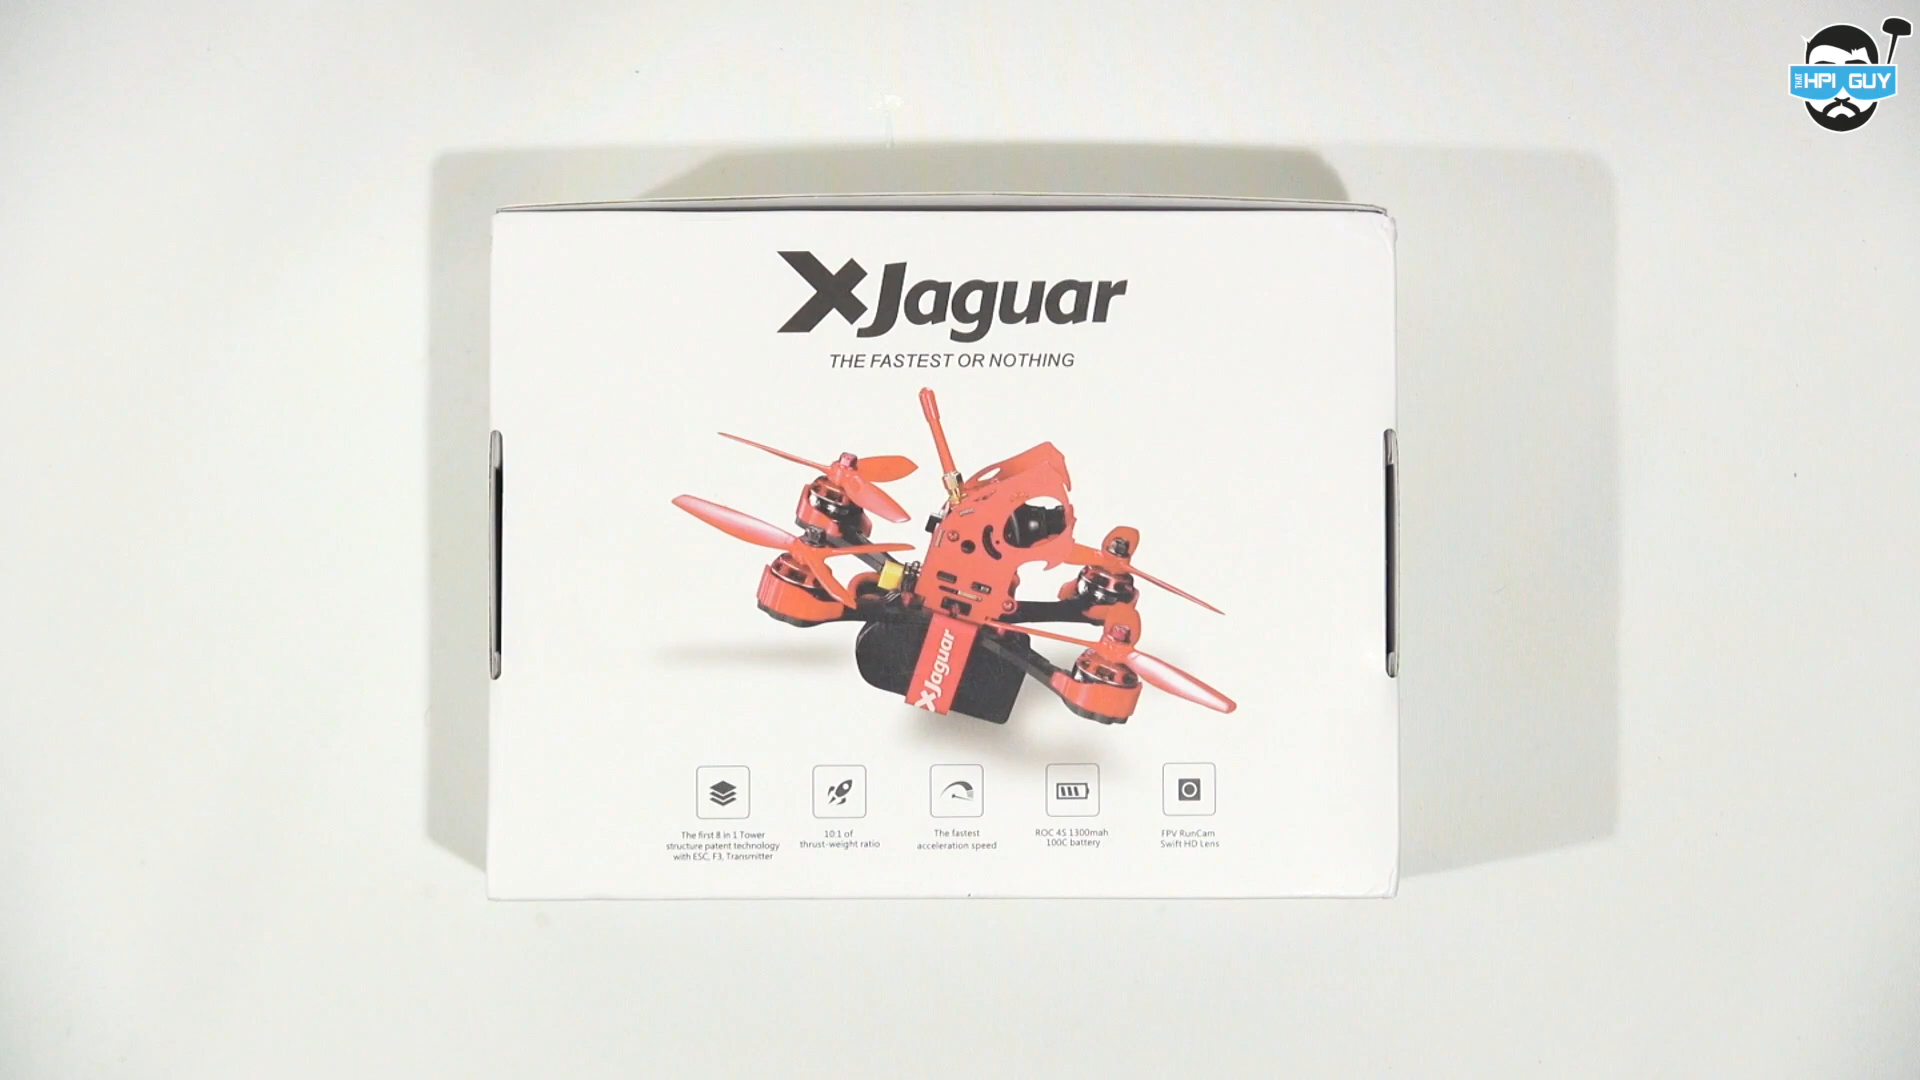 THAT HPI GUY
XJaguar
THE FASTEST OR NOTHING
XJaguar
The first 8 in 1 Tower
structure patent technology
with ESC, F3, Transmitter
10:1 of
thrust-weight ratio
The fastest
acceleration speed
ROC 4S 1300mah
100C battery
FPV RunCam
Swift HD Lens